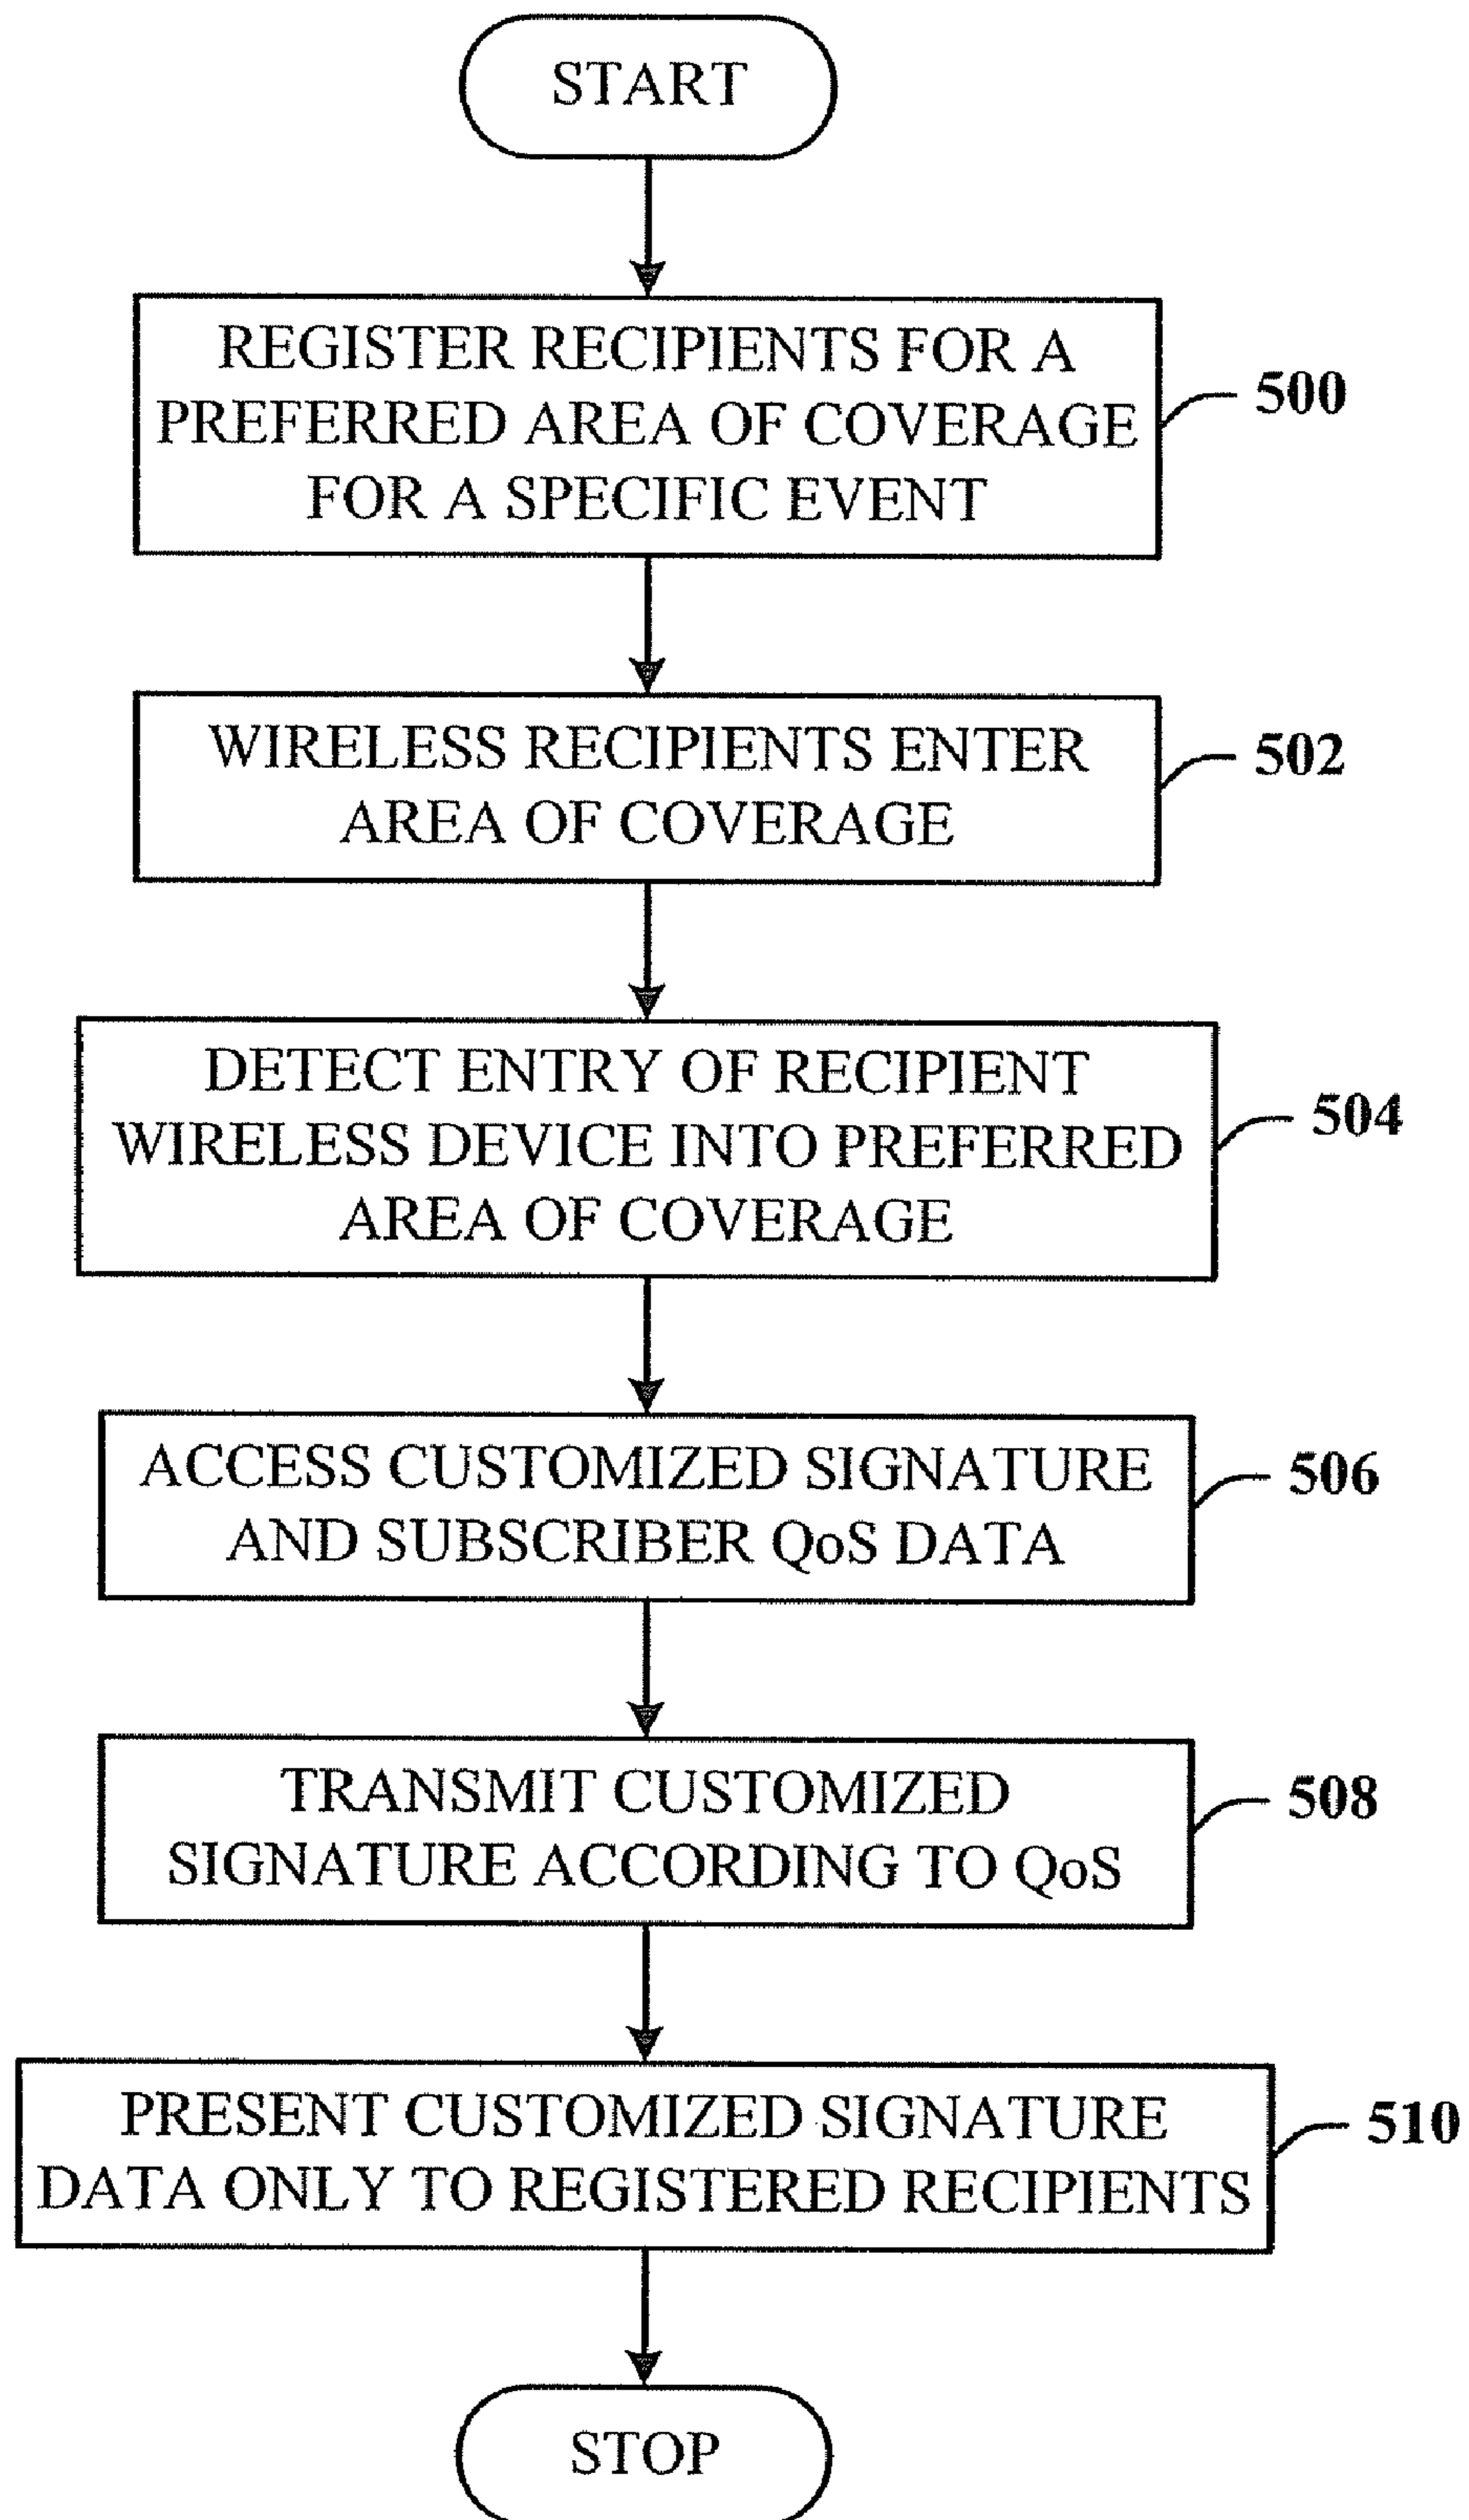 START
REGISTER RECIPIENTS FOR A
PREFERRED AREA OF COVERAGE
FOR A SPECIFIC EVENT
500
WIRELESS RECIPIENTS ENTER
AREA OF COVERAGE
502
DETECT ENTRY OF RECIPIENT
WIRELESS DEVICE INTO PREFERRED
AREA OF COVERAGE
504
ACCESS CUSTOMIZED SIGNATURE
AND SUBSCRIBER QoS DATA
506
TRANSMIT CUSTOMIZED
SIGNATURE ACCORDING TO QoS
508
PRESENT CUSTOMIZED SIGNATURE
DATA ONLY TO REGISTERED RECIPIENTS
510
STOP